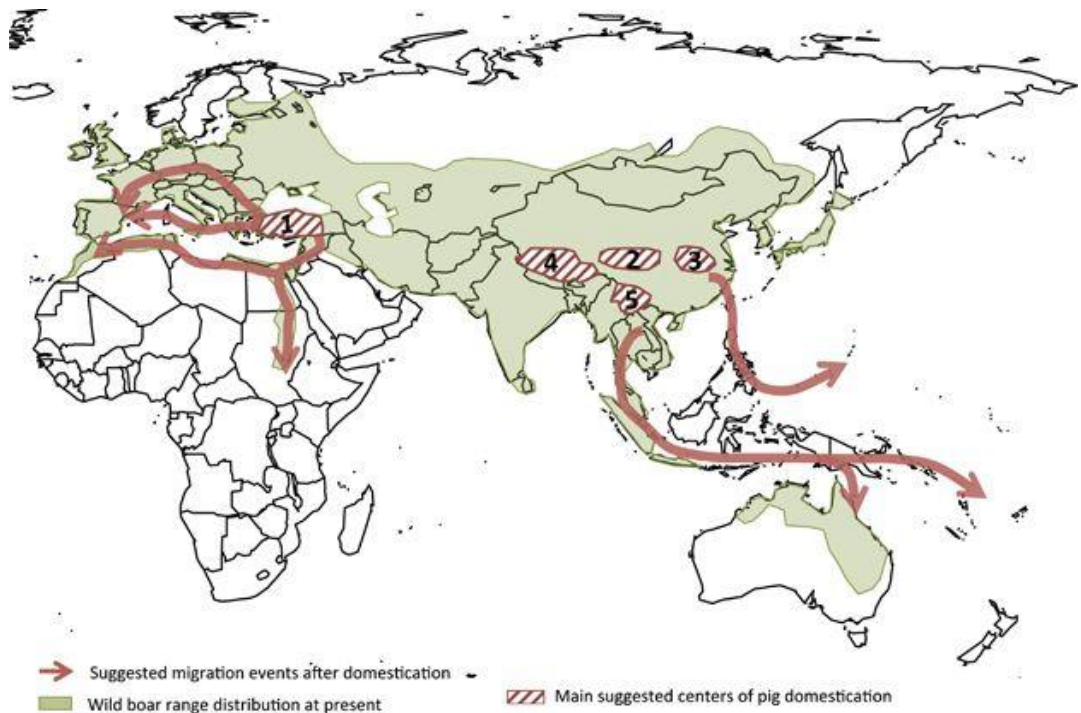 1
2
3
4
5
Suggested migration events after domestication
Wild boar range distribution at present
Main suggested centers of pig domestication